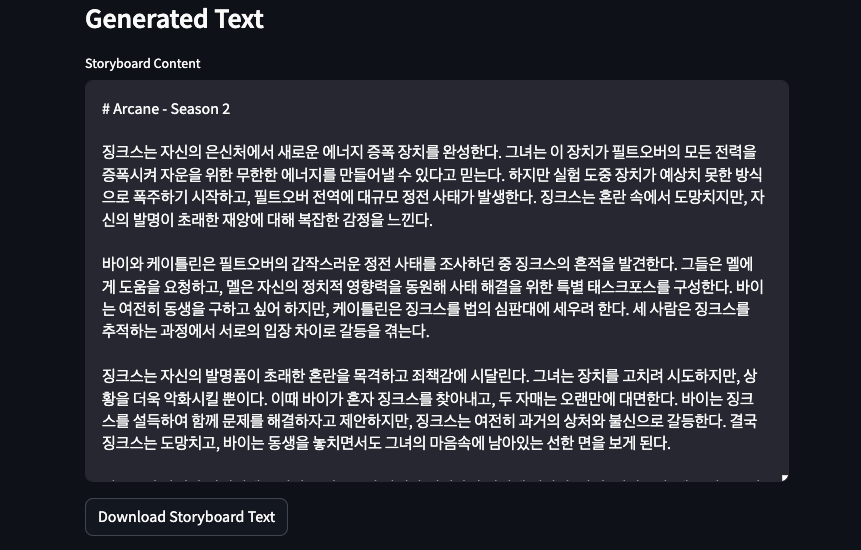 Generated Text
Storyboard Content
# Arcane - Season 2
징크스는 자신의 은신처에서 새로운 에너지 증폭 장치를 완성한다. 그녀는 이 장치가 필트오버의 모든 전력을
증폭시켜 자운을 위한 무한한 에너지를 만들어낼 수 있다고 믿는다. 하지만 실험 도중 장치가 예상치 못한 방식
으로 폭주하기 시작하고, 필트오버 전역에 대규모 정전 사태가 발생한다. 징크스는 혼란 속에서 도망치지만, 자
신의 발명이 초래한 재앙에 대해 복잡한 감정을 느낀다.
바이와 케이틀린은 필트오버의 갑작스러운 정전 사태를 조사하던 중 징크스의 흔적을 발견한다. 그들은 멜에
게 도움을 요청하고, 멜은 자신의 정치적 영향력을 동원해 사태 해결을 위한 특별 태스크포스를 구성한다. 바이
는 여전히 동생을 구하고 싶어 하지만, 케이틀린은 징크스를 법의 심판대에 세우려 한다. 세 사람은 징크스를
추적하는 과정에서 서로의 입장 차이로 갈등을 겪는다.
징크스는 자신의 발명품이 초래한 혼란을 목격하고 죄책감에 시달린다. 그녀는 장치를 고치려 시도하지만, 상
황을 더욱 악화시킬 뿐이다. 이때 바이가 혼자 징크스를 찾아내고, 두 자매는 오랜만에 대면한다. 바이는 징크
스를 설득하여 함께 문제를 해결하자고 제안하지만, 징크스는 여전히 과거의 상처와 불신으로 갈등한다. 결국
징크스는 도망치고, 바이는 동생을 놓치면서도 그녀의 마음속에 남아있는 선한 면을 보게 된다.
Download Storyboard Text